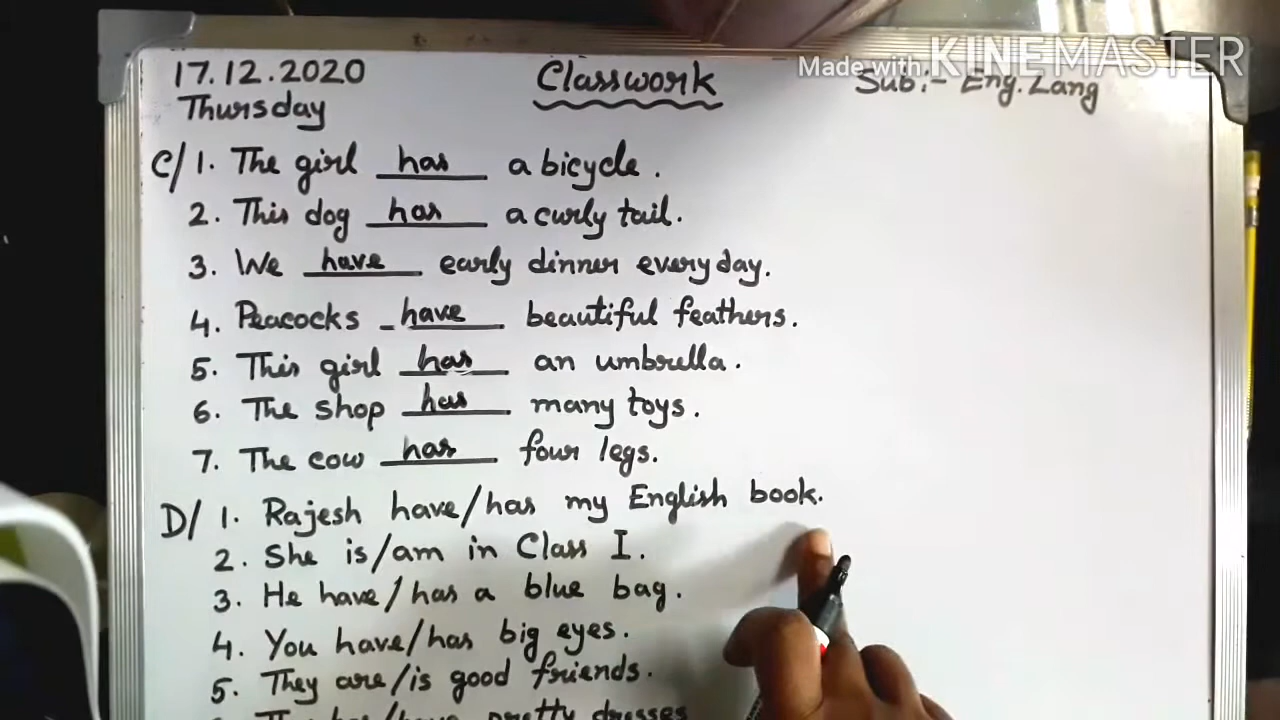 Made with KINEMASTER
17.12.2020 Classwork Sub:- Eng. Lang
Thursday
C/ 1. The girl has a bicycle.
2. This dog has a curly tail.
3. We have early dinner everyday.
4. Peacocks have beautiful feathers.
5. This girl has an umbrella.
6. The shop has many toys.
7. The cow has four legs.
D/ 1. Rajesh have/has my English book.
2. She is/am in Class I.
3. He have/has a blue bag.
4. You have/has big eyes.
5. They are/is good friends.
has/have pretty dresses